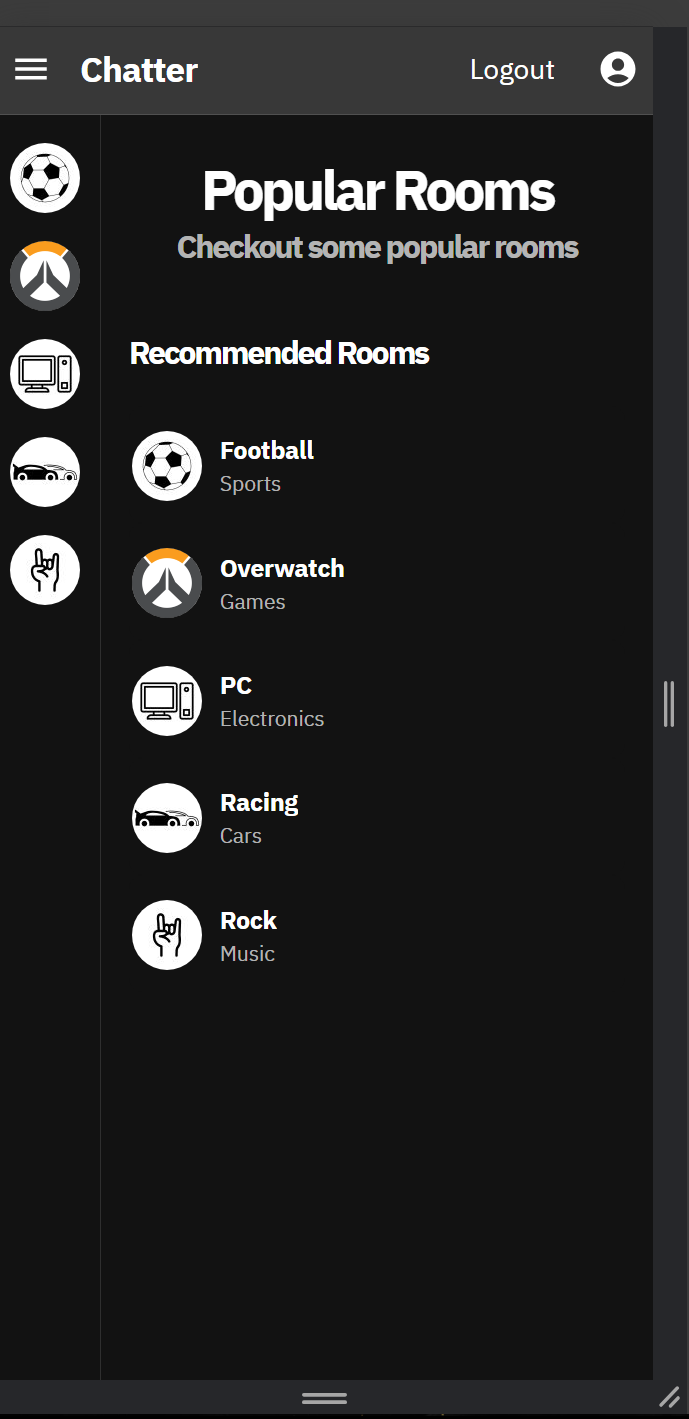 Chatter
Logout
Popular Rooms
Checkout some popular rooms
Recommended Rooms
Football
Sports
Overwatch
Games
PC
Electronics
Racing
Cars
Rock
Music